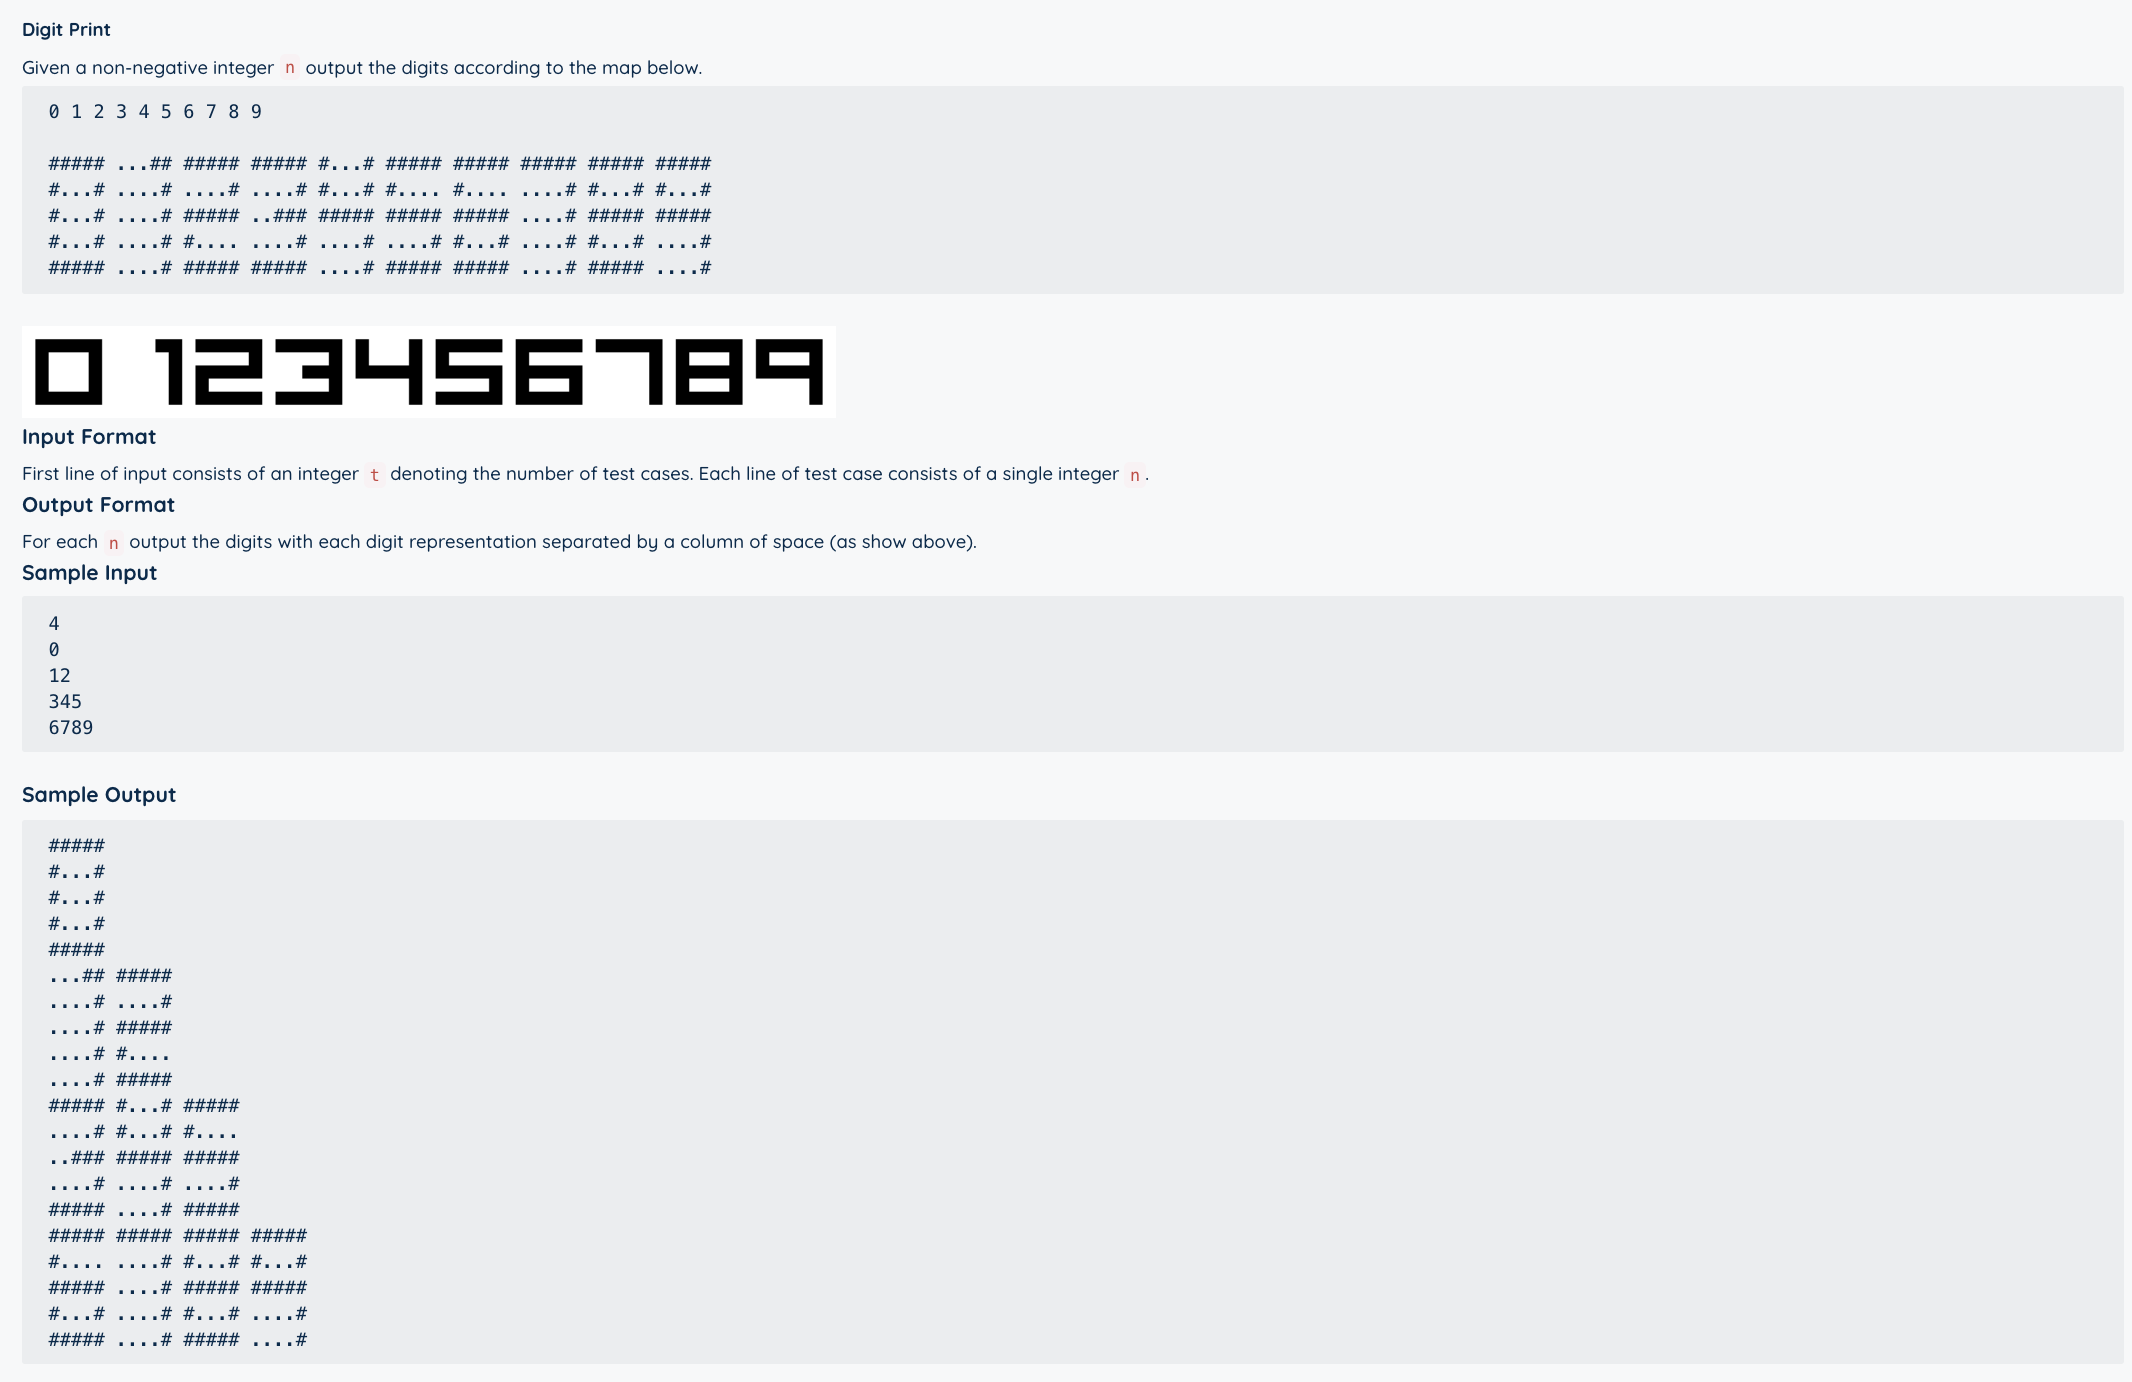 Digit Print
Given a non-negative integer n output the digits according to the map below.
0 1 2 3 4 5 6 7 8 9
##### ...## ##### ##### #...# ##### ##### ##### ##### #####
#...# ....# ....# ....# #...# #.... #.... ....# #...# #...#
#...# ....# ##### ..### ##### ##### ##### ....# ##### #####
#...# ....# #.... ....# ....# ....# #...# ....# #...# ....#
##### ....# ##### ##### ....# ##### ##### ....# ##### ....#
0 123456789
Input Format
First line of input consists of an integer t denoting the number of test cases. Each line of test case consists of a single integer n.
Output Format
For each n output the digits with each digit representation separated by a column of space (as show above).
Sample Input
4
0
12
345
6789
Sample Output
#####
#...#
#...#
#...#
#####
...## #####
....# ....#
....# #####
....# #....
....# #####
##### #...# #####
....# #...# #....
..### ##### #####
....# ....# ....#
##### ....# #####
##### ##### ##### #####
#.... ....# #...# #...#
##### ....# ##### #####
#...# ....# #...# ....#
##### ....# ##### ....#